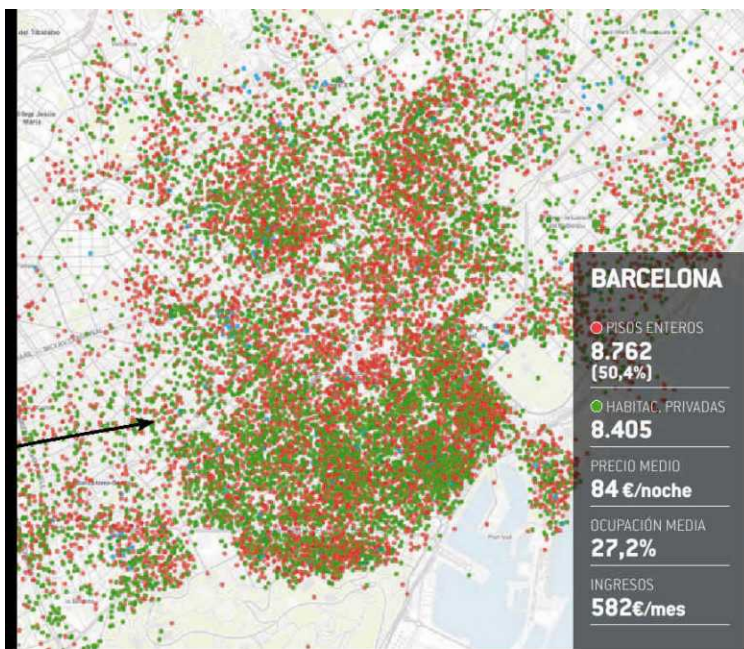 BARCELONA
PISOS ENTEROS
8.762
(50,4%)
HABITAC. PRIVADAS
8.405
PRECIO MEDIO
84 €/noche
OCUPACIÓN MEDIA
27,2%
INGRESOS
582€/mes